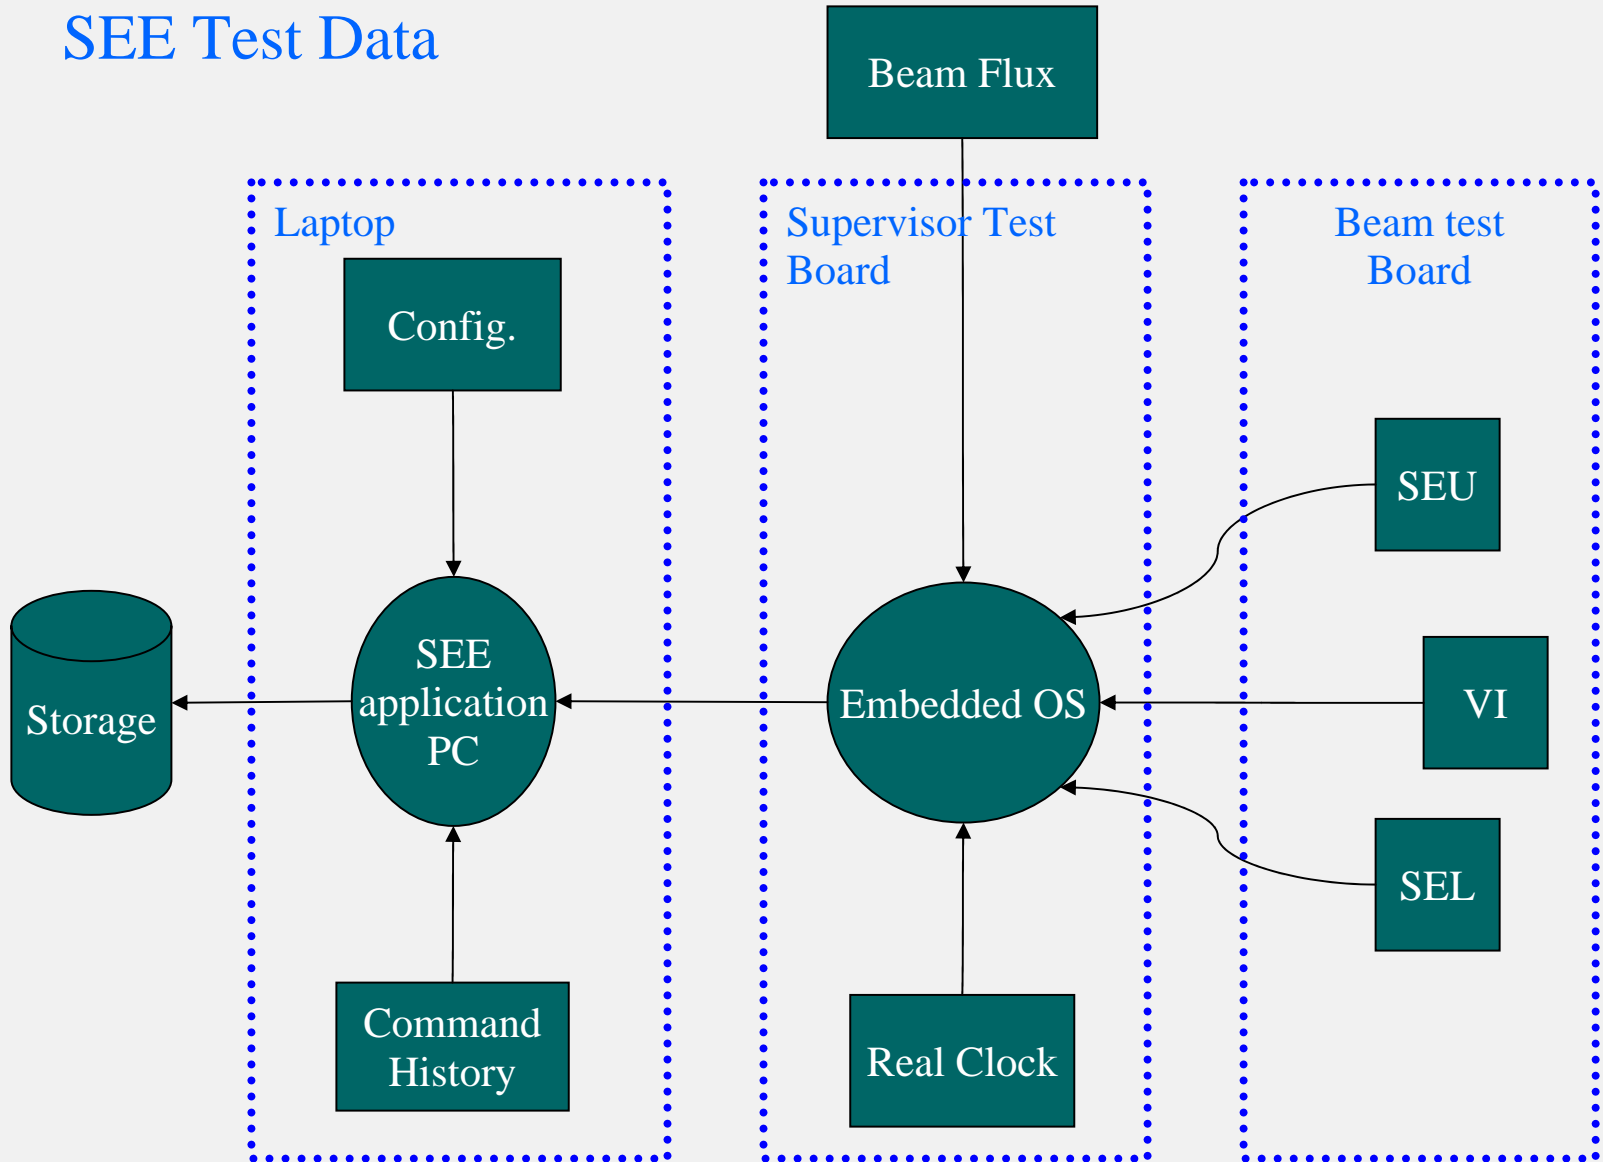 SEE Test Data
Beam Flux
Laptop
Supervisor Test
Board
Beam test
Board
Config.
SEU
Storage
SEE
application
PC
Embedded OS
VI
SEL
Command
History
Real Clock